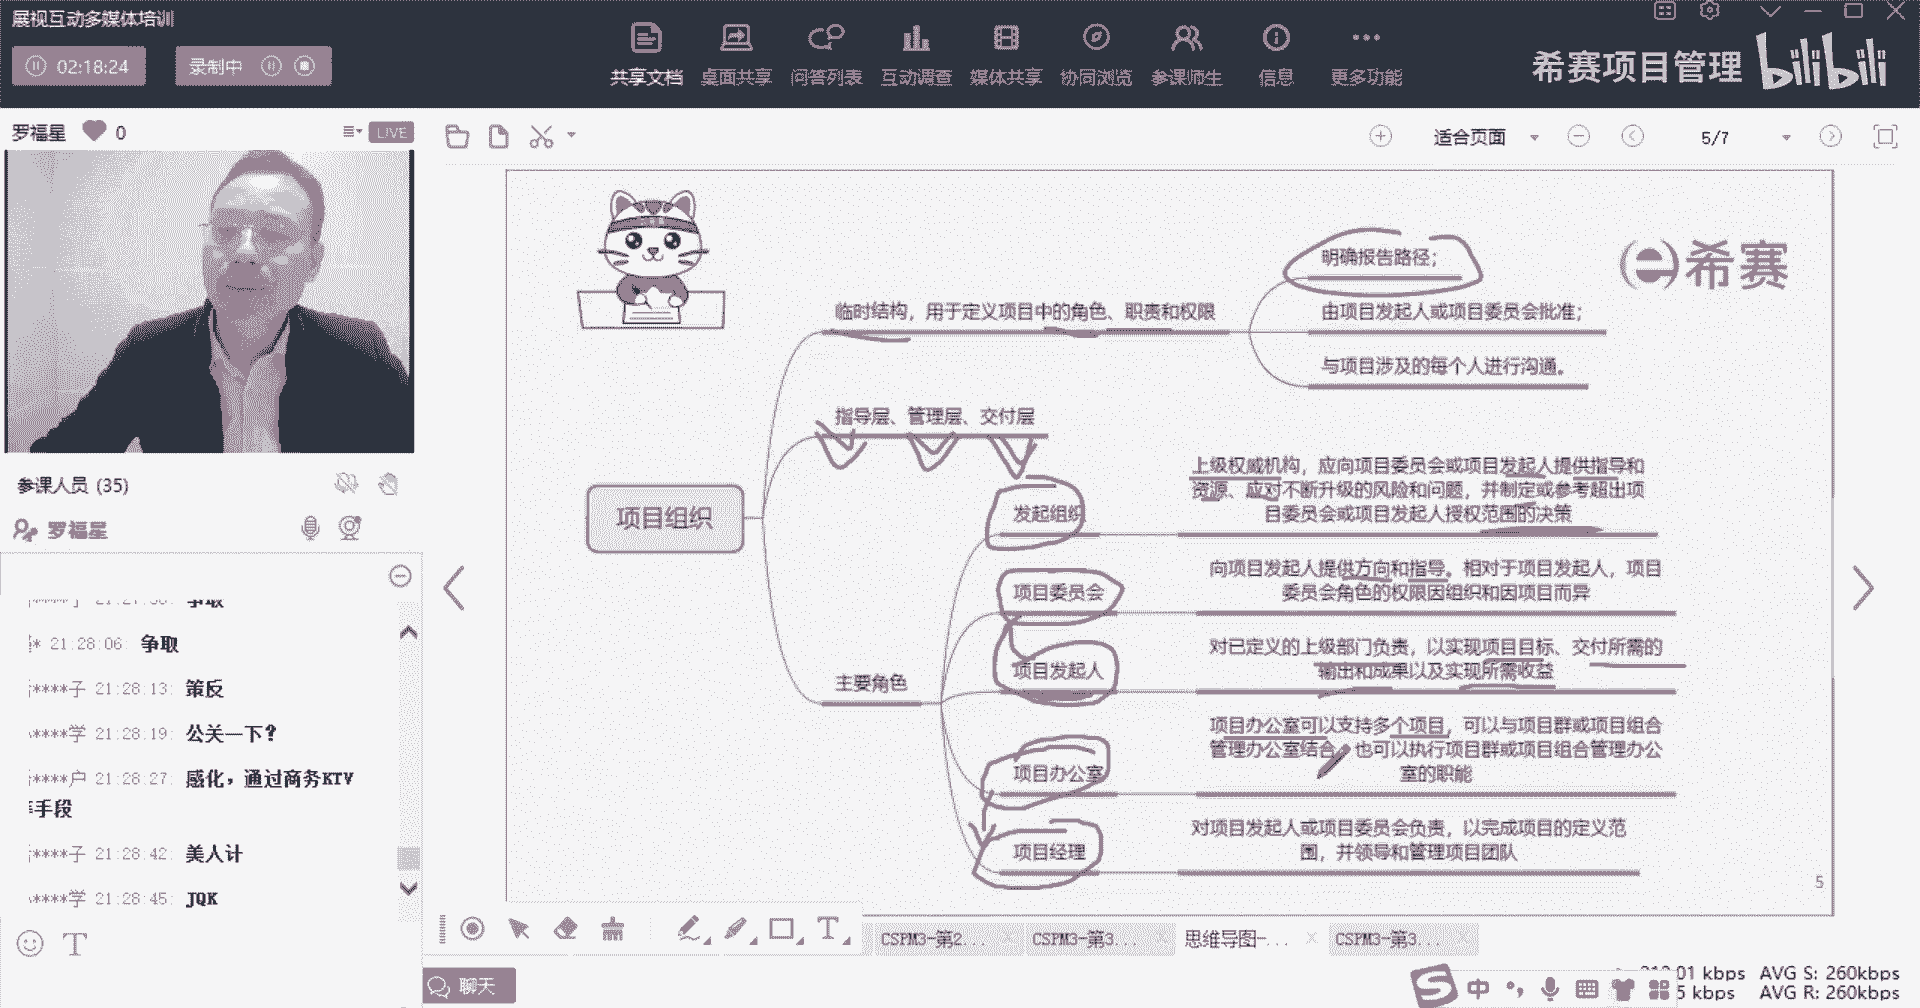 展视互动多媒体培训
02:18:24
录制中
共享文档
桌面共享
问答列表
互动调查
媒体共享
协同浏览
参课师生
信息
更多功能
希赛项目管理
bilibili
罗福星
0
LIVE
适合页面
5/7
希赛
明确报告路径；
临时结构，用于定义项目中的角色、职责和权限
由项目发起人或项目委员会批准；
与项目涉及的每个人进行沟通。
指导层、管理层、交付层
项目组织
主要角色
发起组织
上级权威机构，应向项目委员会或项目发起人提供指导和
资源、应对不断升级的风险和问题，并制定或参考超出项
目委员会或项目发起人授权范围的决策
项目委员会
向项目发起人提供方向和指导。相对于项目发起人，项目
委员会角色的权限因组织和因项目而异
项目发起人
对已定义的上级部门负责，以实现项目目标、交付所需的
输出和成果以及实现所需收益
项目办公室
项目办公室可以支持多个项目，可以与项目群或项目组合
管理办公室结合，也可以执行项目群或项目组合管理办公
室的职能
项目经理
对项目发起人或项目委员会负责，以完成项目的定义范
围，并领导和管理项目团队
5
参课人员 (35)
罗福星
争取
* 21:28:06: 争取
****子 21:28:13: 策反
****学 21:28:19: 公关一下？
****户 21:28:27: 感化，通过商务KTV
手段
****子 21:28:42: 美人计
****学 21:28:45: JQK
T
T
CSPM3-第2...
CSPM3-第3...
思维导图-...
CSPM3-第3...
聊天
中
kbps AVG S: 260kbps
kbps AVG R: 260kbps